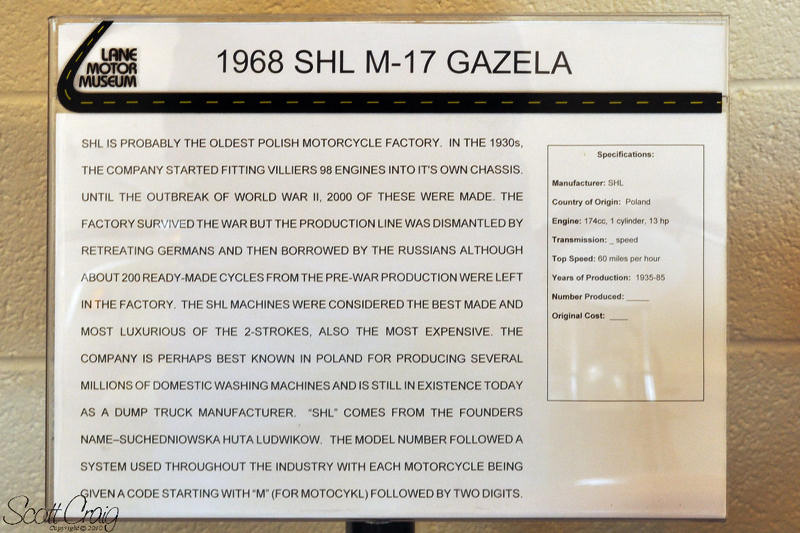 LANE
MOTOR
MUSEUM
1968 SHL M-17 GAZELA
SHL IS PROBABLY THE OLDEST POLISH MOTORCYCLE FACTORY. IN THE 1930s,
THE COMPANY STARTED FITTING VILLIERS 98 ENGINES INTO IT'S OWN CHASSIS.
UNTIL THE OUTBREAK OF WORLD WAR II, 2000 OF THESE WERE MADE. THE
FACTORY SURVIVED THE WAR BUT THE PRODUCTION LINE WAS DISMANTLED BY
RETREATING GERMANS AND THEN BORROWED BY THE RUSSIANS ALTHOUGH
ABOUT 200 READY-MADE CYCLES FROM THE PRE-WAR PRODUCTION WERE LEFT
IN THE FACTORY. THE SHL MACHINES WERE CONSIDERED THE BEST MADE AND
MOST LUXURIOUS OF THE 2-STROKES, ALSO THE MOST EXPENSIVE. THE
COMPANY IS PERHAPS BEST KNOWN IN POLAND FOR PRODUCING SEVERAL
MILLIONS OF DOMESTIC WASHING MACHINES AND IS STILL IN EXISTENCE TODAY
AS A DUMP TRUCK MANUFACTURER. "SHL" COMES FROM THE FOUNDERS
NAME–SUCHEDNIOWSKA HUTA LUDWIKOW. THE MODEL NUMBER FOLLOWED A
SYSTEM USED THROUGHOUT THE INDUSTRY WITH EACH MOTORCYCLE BEING
GIVEN A CODE STARTING WITH "M" (FOR MOTOCYKL) FOLLOWED BY TWO DIGITS.
Specifications:
Manufacturer: SHL
Country of Origin: Poland
Engine: 174cc, 1 cylinder, 13 hp
Transmission: _ speed
Top Speed: 60 miles per hour
Years of Production: 1935-85
Number Produced: _____
Original Cost: ____
Scott Craig
Copyright © 2010